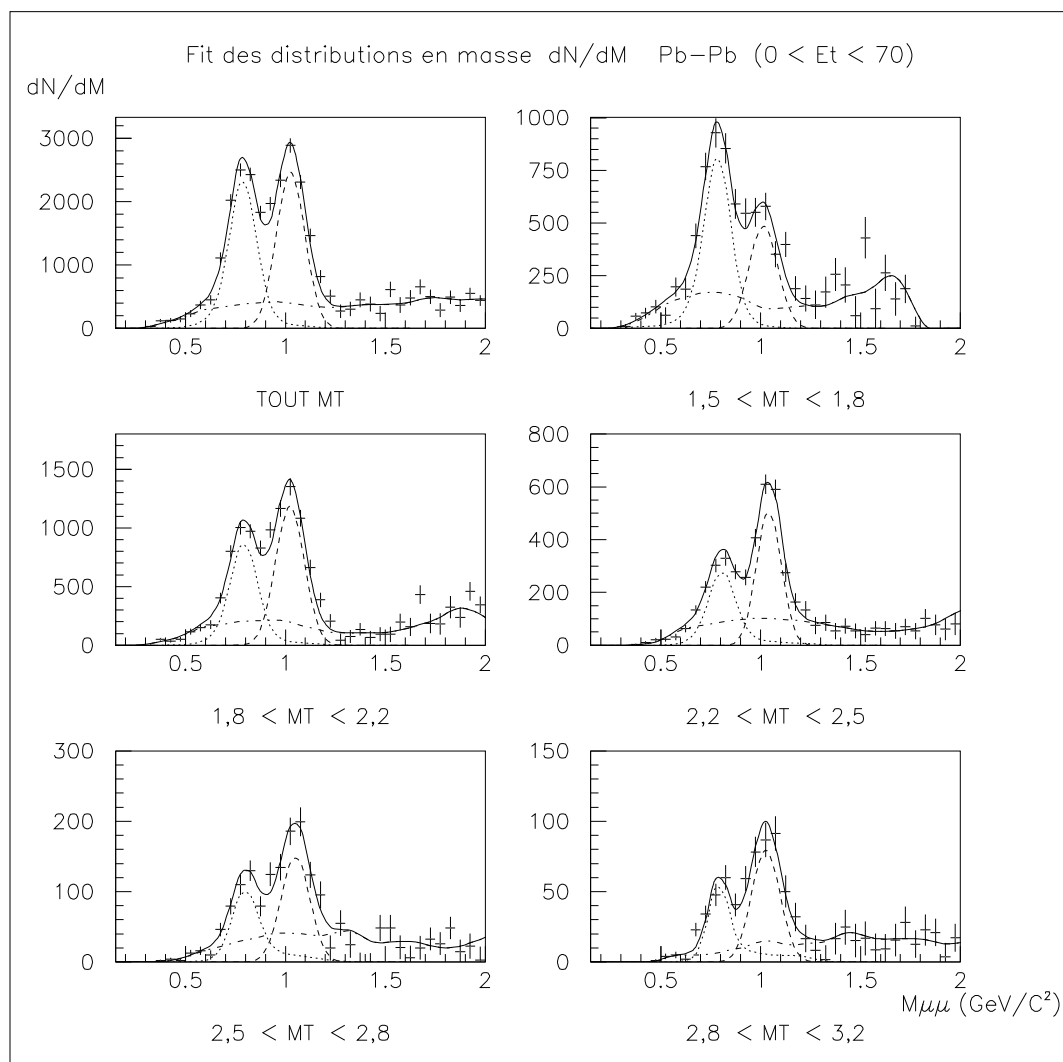 Fit des distributions en masse dN/dM Pb-Pb (0 < Et < 70)
dN/dM
3000
2000
1000
0
0.5 1 1.5 2
TOUT MT
1000
750
500
250
0
0.5 1 1.5 2
1,5 < MT < 1,8
1500
1000
500
0
0.5 1 1.5 2
1,8 < MT < 2,2
800
600
400
200
0
0.5 1 1.5 2
2,2 < MT < 2,5
300
200
100
0
0.5 1 1.5 2
2,5 < MT < 2,8
150
100
50
0
0.5 1 1.5 2
Mμμ (GeV/C²)
2,8 < MT < 3,2